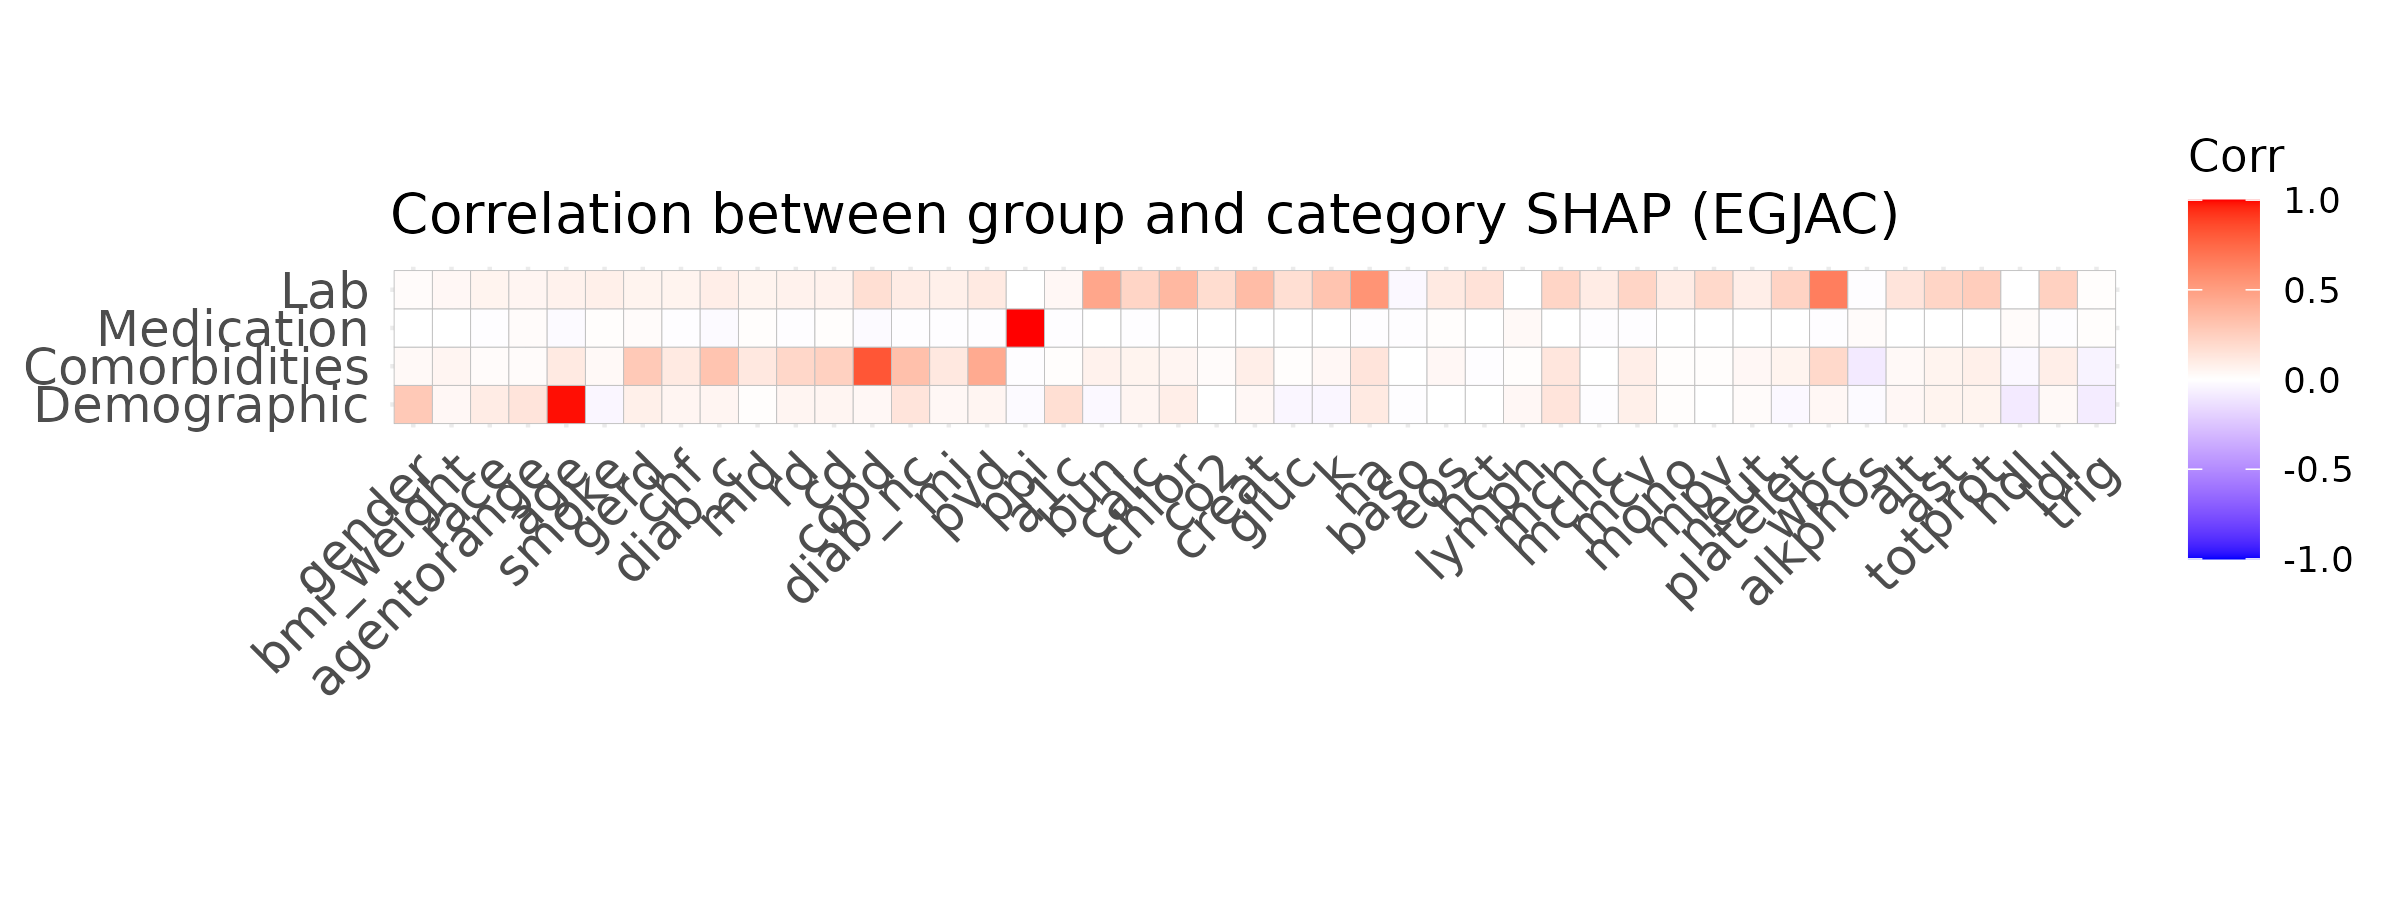 Correlation between group and category SHAP (EGJAC)
Corr
1.0
0.5
0.0
-0.5
-1.0
Lab
Medication
Comorbidities
Demographic
gender
bmi_weight
race
agentorange
age
smoke
gerd
chf
diab_c
mld
rd
cd
copd
diab_nc
mi
pvd
ppi
a1c
bun
calc
chlor
co2
creat
gluc
k
na
baso
eos
hct
lymph
mch
mchc
mcv
mono
mpv
neut
platelet
wbc
alkphos
alt
ast
totprot
hdl
ldl
trig